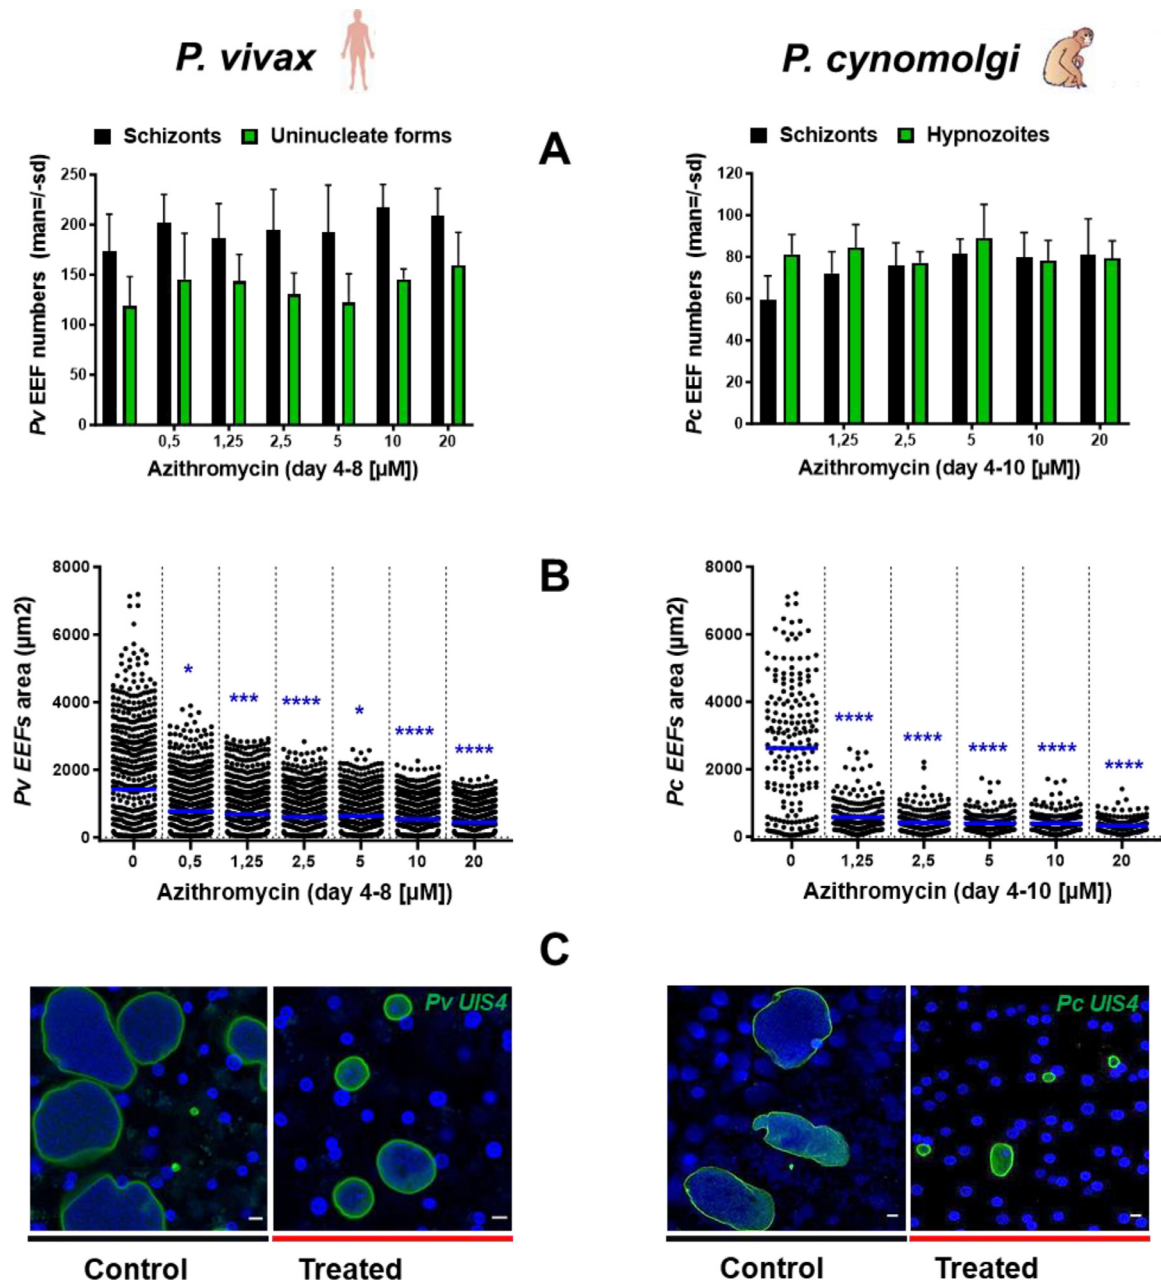 P. vivax
P. cynomolgi
Schizonts Uninucleate forms
A
Schizonts Hypnozoites
Pv EEF numbers (man=/-sd)
250
200
150
100
50
0
0,5 1,25 2,5 5 10 20
Azithromycin (day 4-8 [µM])
Pc EEF numbers (man=/-sd)
120
100
80
60
40
20
0
1,25 2,5 5 10 20
Azithromycin (day 4-10 [µM])
B
Pv EEFs area (µm2)
8000
6000
4000
2000
0
* *** **** * **** ****
0 0,5 1,25 2,5 5 10 20
Azithromycin (day 4-8 [µM])
Pc EEFs area (µm2)
8000
6000
4000
2000
0
**** **** **** **** ****
0 1,25 2,5 5 10 20
Azithromycin (day 4-10 [µM])
C
Pv UIS4
Control Treated
Pc UIS4
Control Treated